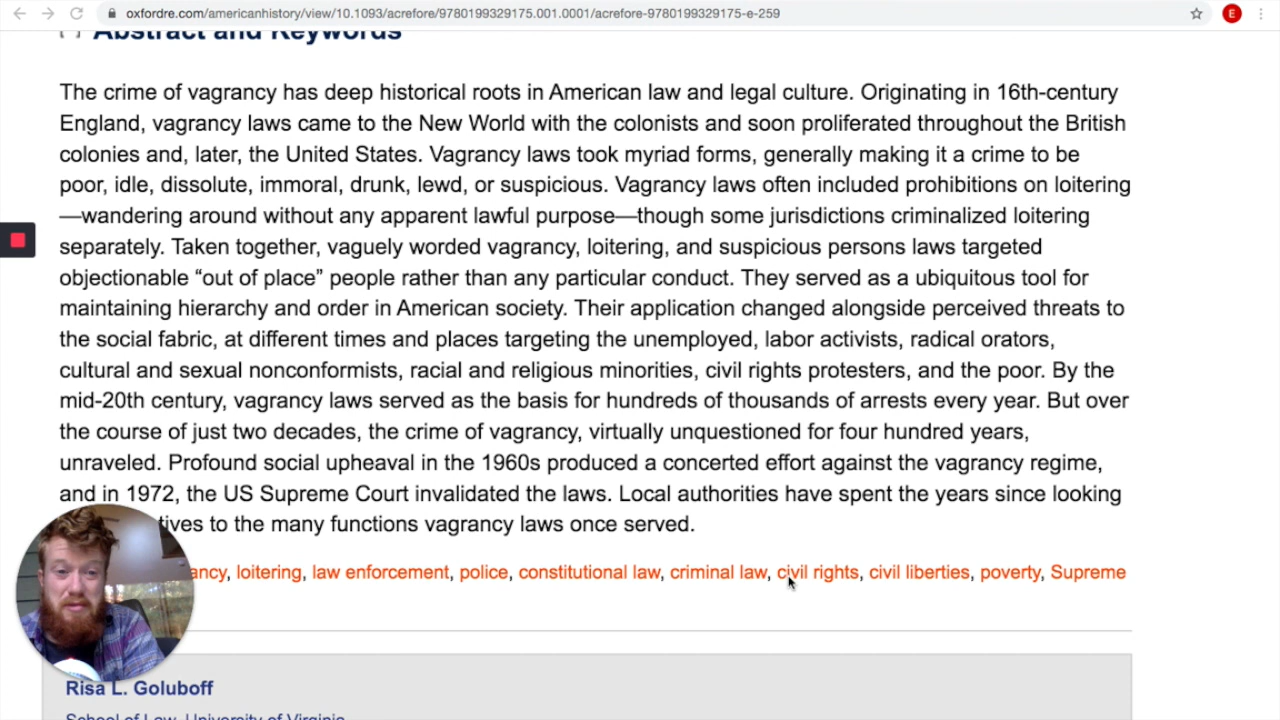 oxfordre.com/americanhistory/view/10.1093/acrefore/9780199329175.001.0001/acrefore-9780199329175-e-259
E
Abstract and Keywords
The crime of vagrancy has deep historical roots in American law and legal culture. Originating in 16th-century
England, vagrancy laws came to the New World with the colonists and soon proliferated throughout the British
colonies and, later, the United States. Vagrancy laws took myriad forms, generally making it a crime to be
poor, idle, dissolute, immoral, drunk, lewd, or suspicious. Vagrancy laws often included prohibitions on loitering
—wandering around without any apparent lawful purpose—though some jurisdictions criminalized loitering
separately. Taken together, vaguely worded vagrancy, loitering, and suspicious persons laws targeted
objectionable “out of place” people rather than any particular conduct. They served as a ubiquitous tool for
maintaining hierarchy and order in American society. Their application changed alongside perceived threats to
the social fabric, at different times and places targeting the unemployed, labor activists, radical orators,
cultural and sexual nonconformists, racial and religious minorities, civil rights protesters, and the poor. By the
mid-20th century, vagrancy laws served as the basis for hundreds of thousands of arrests every year. But over
the course of just two decades, the crime of vagrancy, virtually unquestioned for four hundred years,
unraveled. Profound social upheaval in the 1960s produced a concerted effort against the vagrancy regime,
and in 1972, the US Supreme Court invalidated the laws. Local authorities have spent the years since looking
tives to the many functions vagrancy laws once served.
ancy, loitering, law enforcement, police, constitutional law, criminal law, civil rights, civil liberties, poverty, Supreme
Risa L. Goluboff
School of Law, University of Virginia